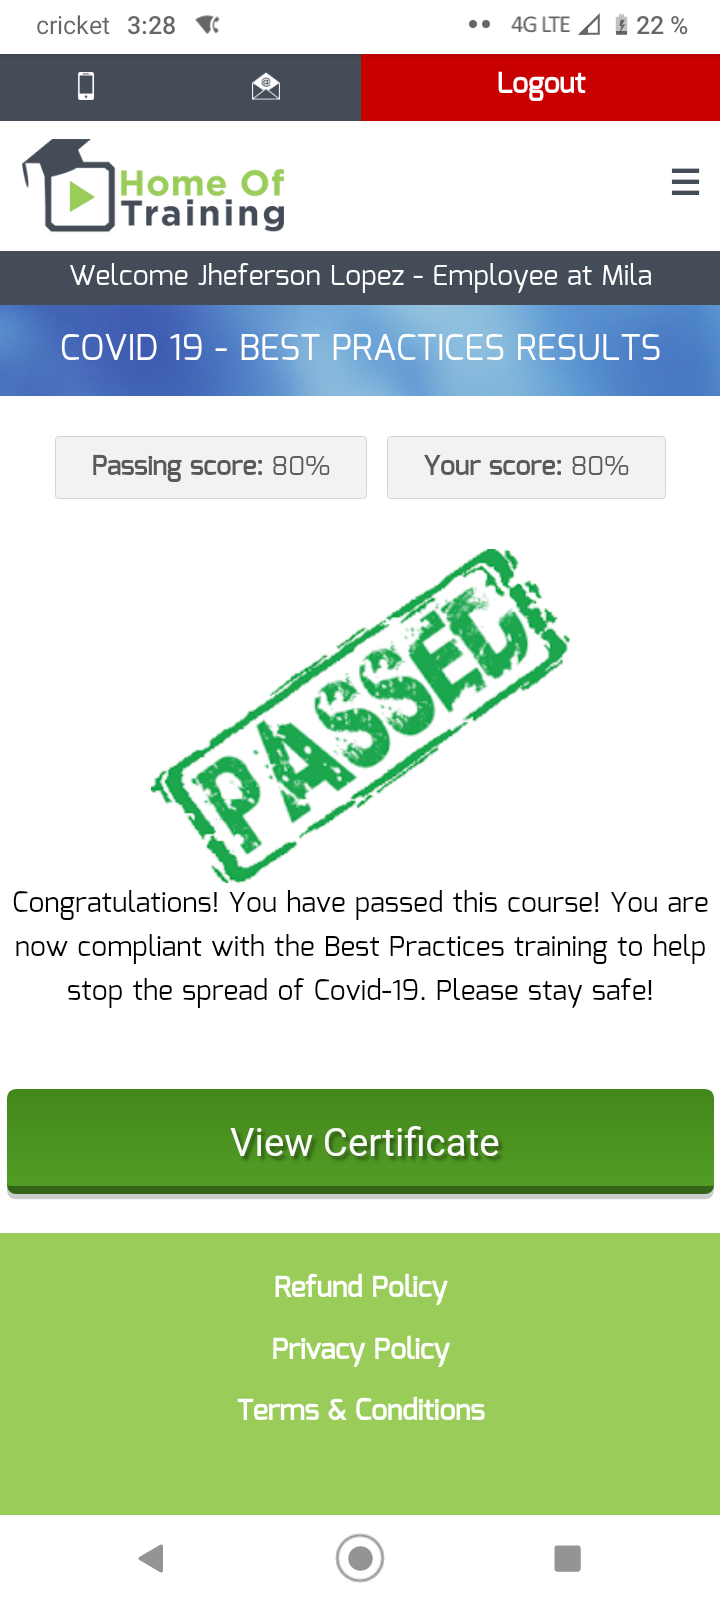 cricket 3:28 4G LTE 22 %
Logout
Home Of
Training
Welcome Jheferson Lopez - Employee at Mila
COVID 19 - BEST PRACTICES RESULTS
Passing score: 80% Your score: 80%
PASSED
Congratulations! You have passed this course! You are
now compliant with the Best Practices training to help
stop the spread of Covid-19. Please stay safe!
View Certificate
Refund Policy
Privacy Policy
Terms & Conditions